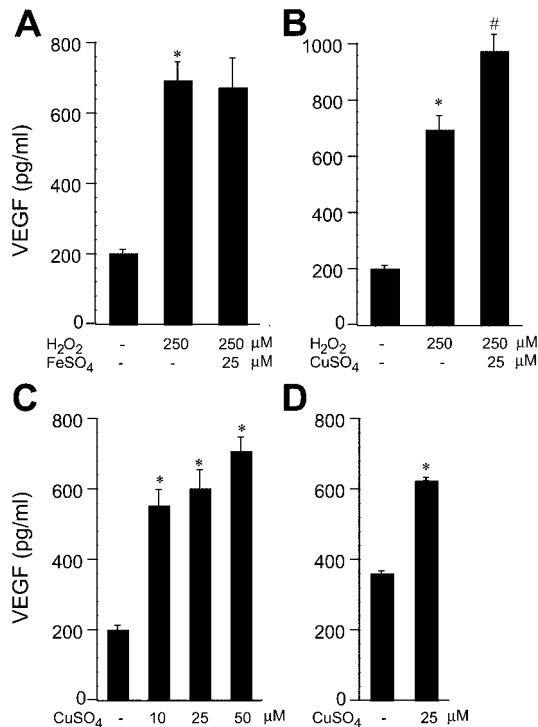 A
800
600
400
200
0
VEGF (pg/ml)
*
H2O2 - 250 250 μM
FeSO4 - - 25 μM
B
1000
800
600
400
200
0
*
#
H2O2 - 250 250 μM
CuSO4 - - 25 μM
C
800
600
400
200
0
VEGF (pg/ml)
* * *
CuSO4 - 10 25 50 μM
D
800
600
400
200
0
*
CuSO4 - 25 μM